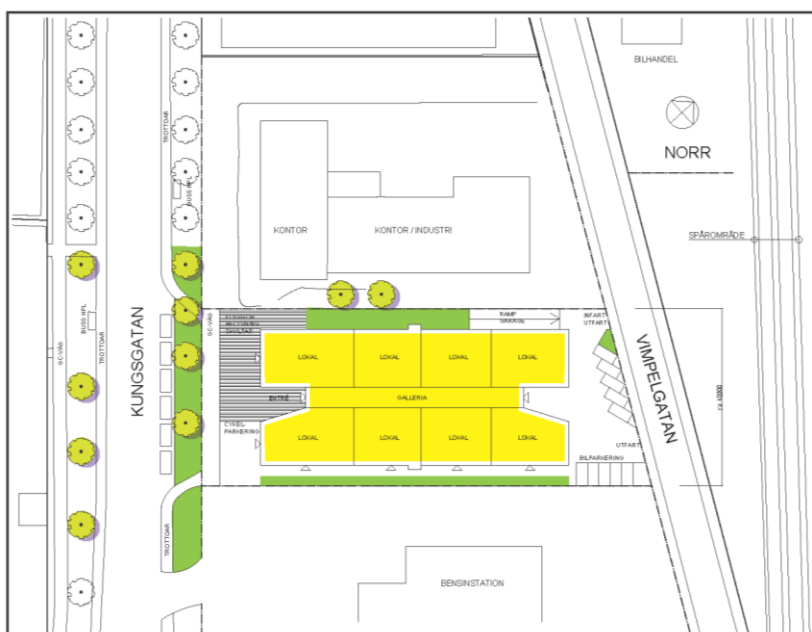 BILHANDEL
NORR
TROTTOAR
BUSS HPL
KONTOR
KONTOR / INDUSTRI
SPÅROMRÅDE
BUSS HPL
GC-VÄG
TROTTOAR
KUNGSGATAN
GC-VÄG
SKYLTAR
RAMP
GARAGE
INFART
UTFART
VIMPELGATAN
LOKAL
LOKAL
LOKAL
LOKAL
ENTRÉ
GALLERIA
CYKEL
PARKERING
LOKAL
LOKAL
LOKAL
LOKAL
UTFART
BILPARKERING
TROTTOAR
BENSINSTATION